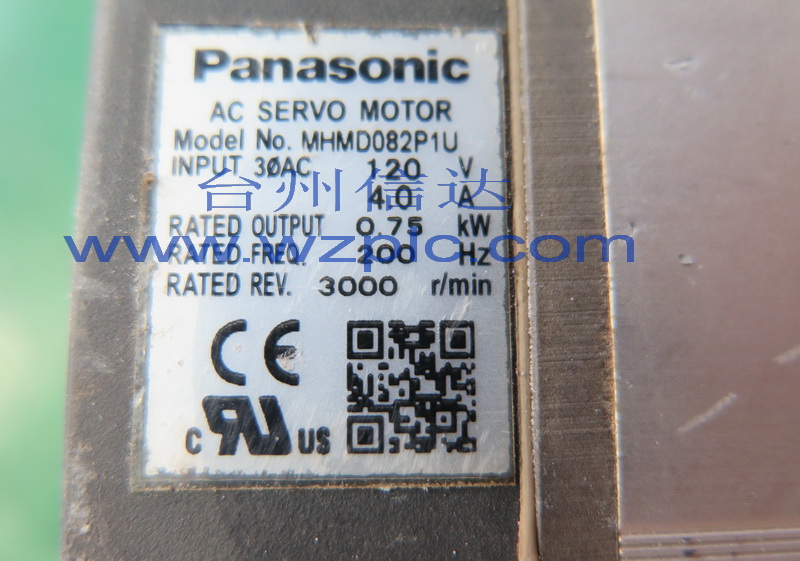 Panasonic
AC SERVO MOTOR
Model No. MHMD082P1U
INPUT 3ØAC 120 V
台州信达
4.0 A
RATED OUTPUT 0.75 kW
www.wzplc.com
RATED FREQ. 200 Hz
RATED REV. 3000 r/min
CE
C RU US